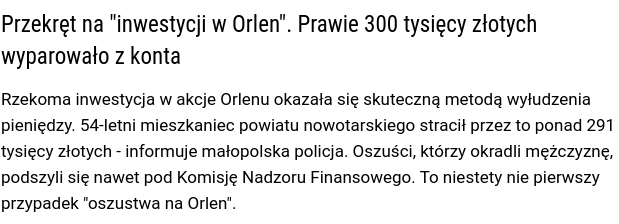 Przekręt na "inwestycji w Orlen". Prawie 300 tysięcy złotych
wyparowało z konta
Rzekoma inwestycja w akcje Orlenu okazała się skuteczną metodą wyłudzenia
pieniędzy. 54-letni mieszkaniec powiatu nowotarskiego stracił przez to ponad 291
tysięcy złotych - informuje małopolska policja. Oszuści, którzy okradli mężczyznę,
podszyli się nawet pod Komisję Nadzoru Finansowego. To niestety nie pierwszy
przypadek "oszustwa na Orlen".